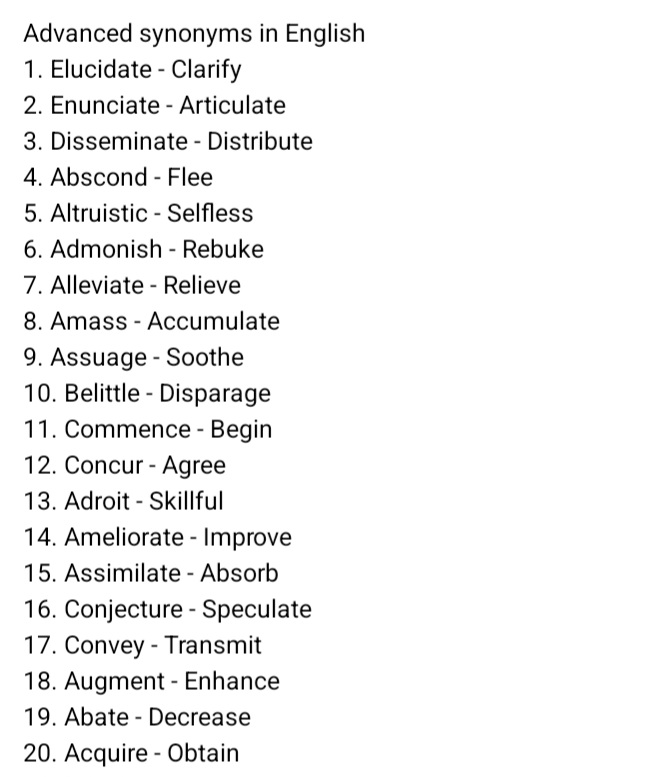 Advanced synonyms in English
1. Elucidate - Clarify
2. Enunciate - Articulate
3. Disseminate - Distribute
4. Abscond - Flee
5. Altruistic - Selfless
6. Admonish - Rebuke
7. Alleviate - Relieve
8. Amass - Accumulate
9. Assuage - Soothe
10. Belittle - Disparage
11. Commence - Begin
12. Concur - Agree
13. Adroit - Skillful
14. Ameliorate - Improve
15. Assimilate - Absorb
16. Conjecture - Speculate
17. Convey - Transmit
18. Augment - Enhance
19. Abate - Decrease
20. Acquire - Obtain